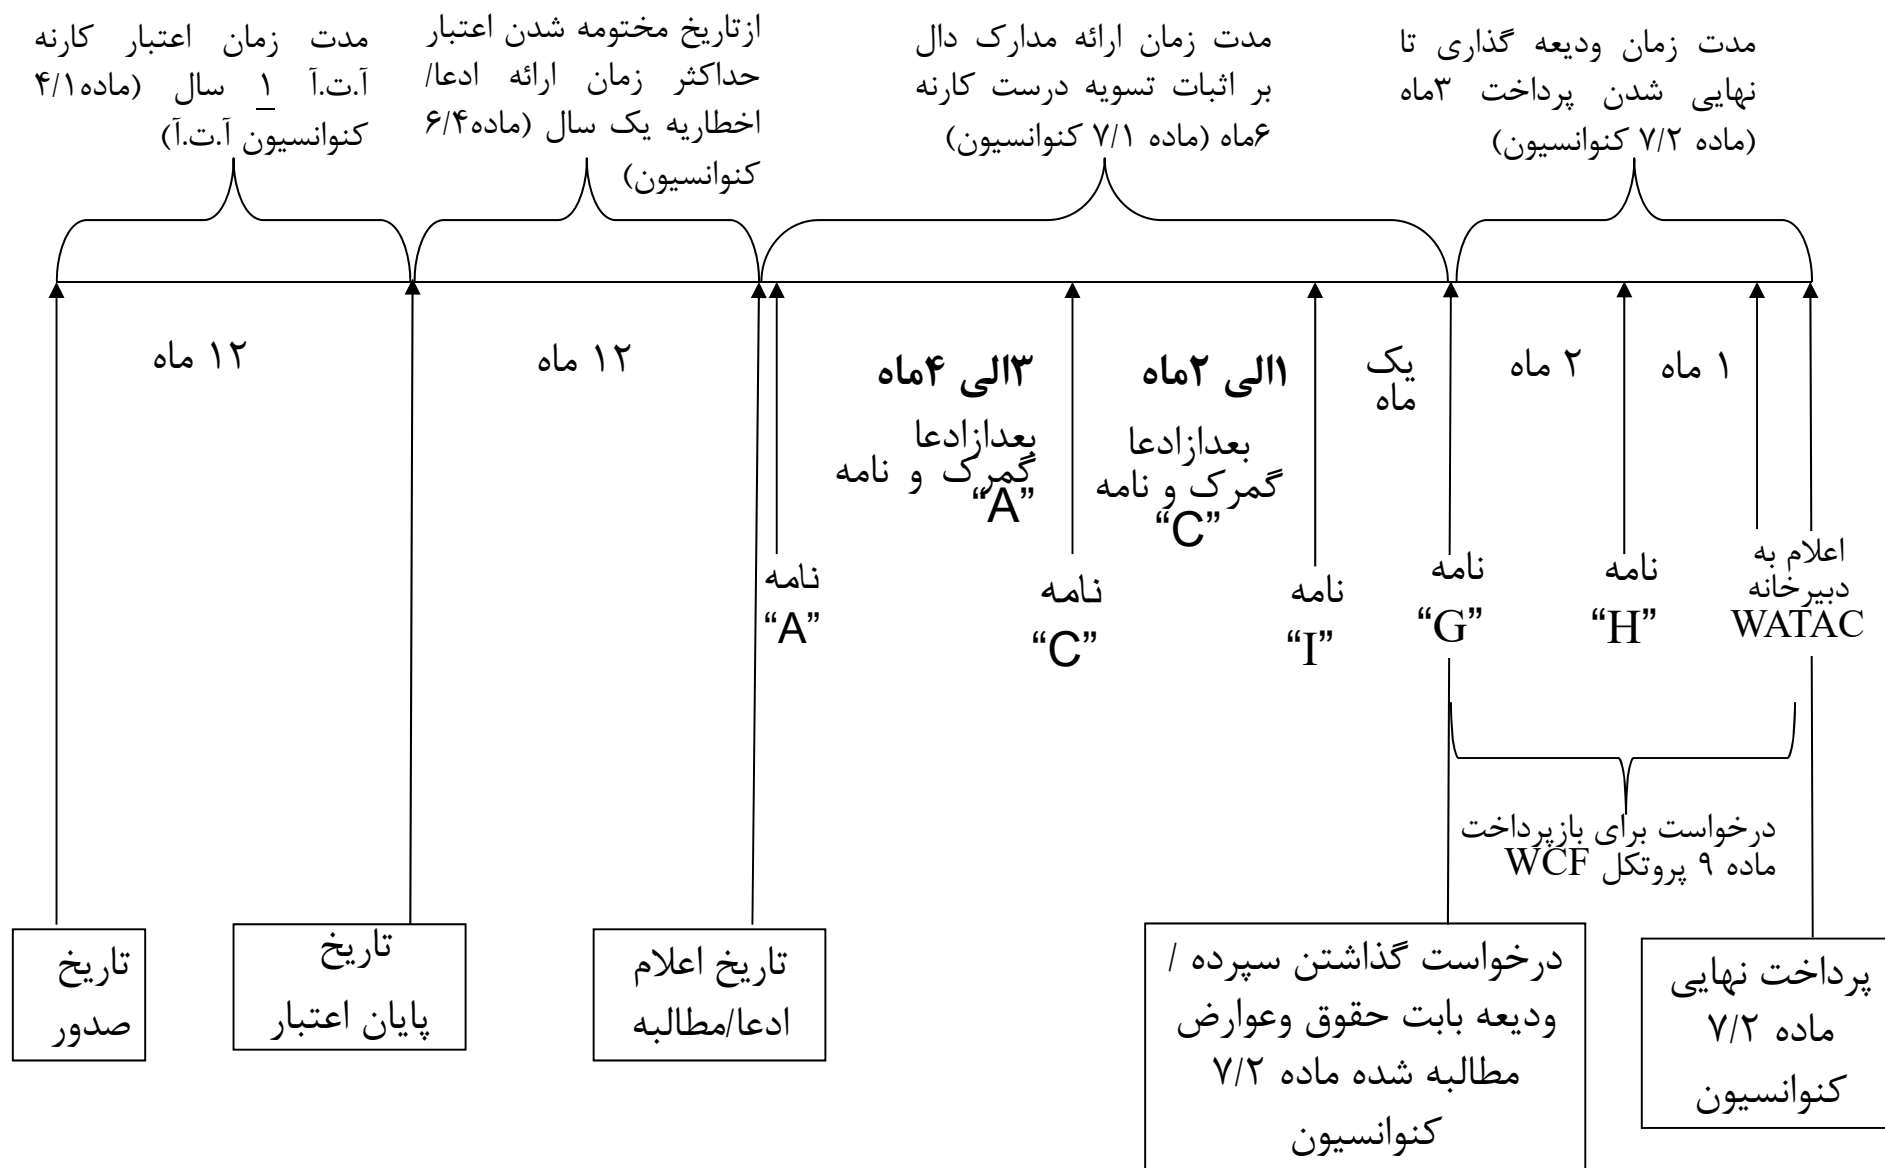 مدت زمان اعتبار کارنه
آ.ت.آ ۱ سال (ماده۴/۱
کنوانسیون آ.ت.آ)
ازتاریخ مختومه شدن اعتبار
حداکثر زمان ارائه ادعا/
اخطاریه یک سال (ماده۶/۴
کنوانسیون)
مدت زمان ارائه مدارک دال
بر اثبات تسویه درست کارنه
۶ماه (ماده ۷/۱ کنوانسیون)
مدت زمان ودیعه گذاری تا
نهایی شدن پرداخت ۳ماه
(ماده ۷/۲ کنوانسیون)
۱۲ ماه
۱۲ ماه
۳الی ۴ماه
بعدازادعا
گمرک و نامه
“A”
۱الی ۲ماه
بعدازادعا
گمرک و نامه
“C”
یک
ماه
۲ ماه
۱ ماه
نامه
“A”
نامه
“C”
نامه
“I”
نامه
“G”
نامه
“H”
اعلام به
دبیرخانه
WATAC
درخواست برای بازپرداخت
ماده ۹ پروتکل WCF
تاریخ
صدور
تاریخ
پایان اعتبار
تاریخ اعلام
ادعا/مطالبه
درخواست گذاشتن سپرده /
ودیعه بابت حقوق وعوارض
مطالبه شده ماده ۷/۲
کنوانسیون
پرداخت نهایی
ماده ۷/۲
کنوانسیون